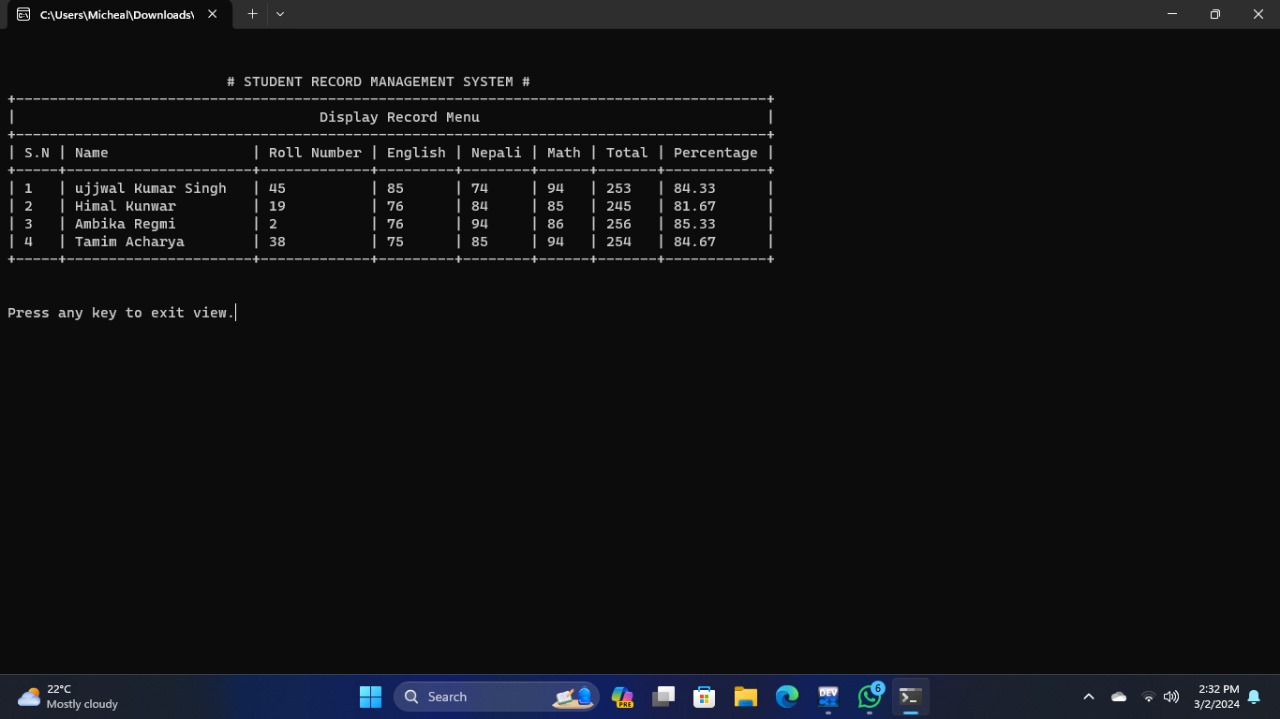 C:\Users\Micheal\Downloads\
# STUDENT RECORD MANAGEMENT SYSTEM #
Display Record Menu
| S.N | Name | Roll Number | English | Nepali | Math | Total | Percentage |
| 1 | ujjwal Kumar Singh | 45 | 85 | 74 | 94 | 253 | 84.33 |
| 2 | Himal Kunwar | 19 | 76 | 84 | 85 | 245 | 81.67 |
| 3 | Ambika Regmi | 2 | 76 | 94 | 86 | 256 | 85.33 |
| 4 | Tamim Acharya | 38 | 75 | 85 | 94 | 254 | 84.67 |
Press any key to exit view.
22°C
Mostly cloudy
Search
PRE
DEV
6
2:32 PM
3/2/2024